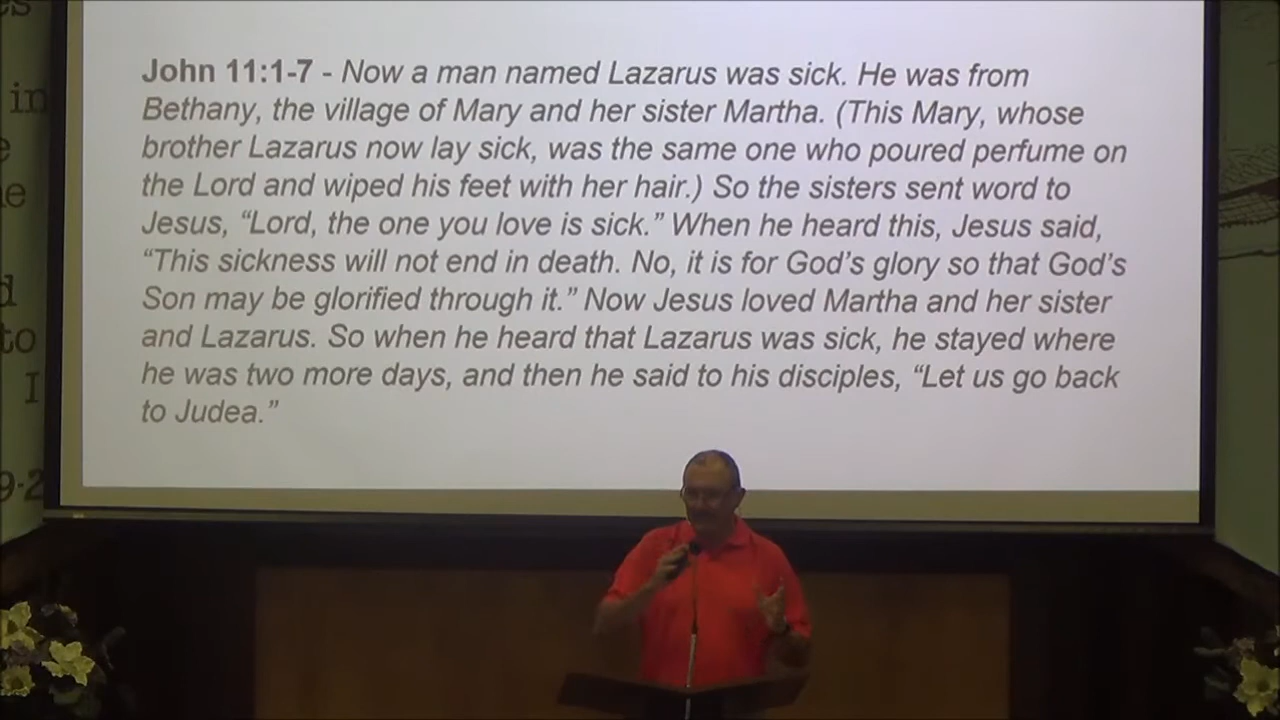 John 11:1-7 - Now a man named Lazarus was sick. He was from
Bethany, the village of Mary and her sister Martha. (This Mary, whose
brother Lazarus now lay sick, was the same one who poured perfume on
the Lord and wiped his feet with her hair.) So the sisters sent word to
Jesus, “Lord, the one you love is sick.” When he heard this, Jesus said,
“This sickness will not end in death. No, it is for God’s glory so that God’s
Son may be glorified through it.” Now Jesus loved Martha and her sister
and Lazarus. So when he heard that Lazarus was sick, he stayed where
he was two more days, and then he said to his disciples, “Let us go back
to Judea.”
in
to
I